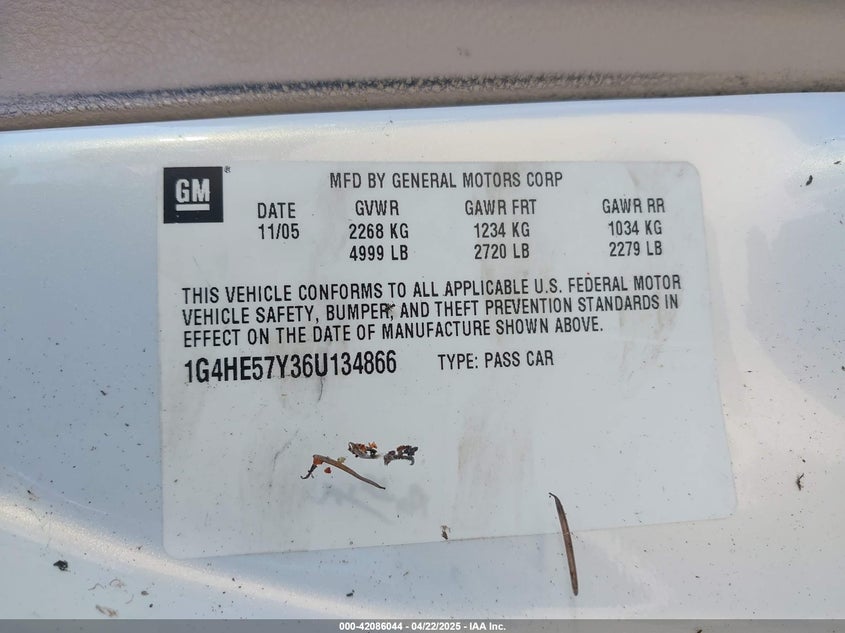 GM
MFD BY GENERAL MOTORS CORP
DATE GVWR GAWR FRT GAWR RR
11/05 2268 KG 1234 KG 1034 KG
4999 LB 2720 LB 2279 LB
THIS VEHICLE CONFORMS TO ALL APPLICABLE U.S. FEDERAL MOTOR
VEHICLE SAFETY, BUMPER, AND THEFT PREVENTION STANDARDS IN
EFFECT ON THE DATE OF MANUFACTURE SHOWN ABOVE.
1G4HE57Y36U134866 TYPE: PASS CAR
000-42086044 - 04/22/2025 - IAA Inc.